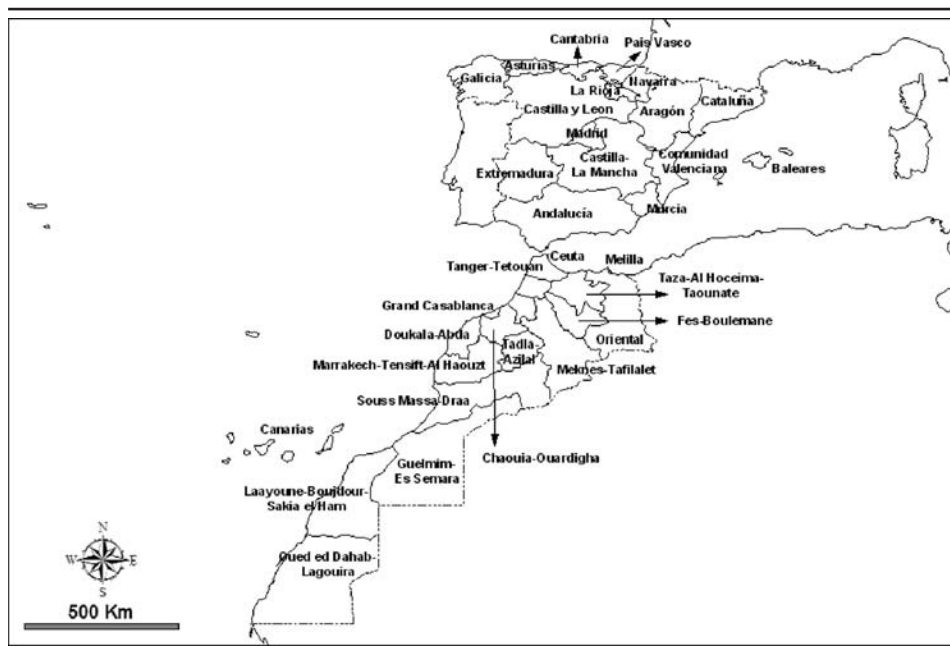 Cantabria
País Vasco
Asturias
Galicia
Navarra
La Rioja
Cataluña
Castilla y Leon
Aragón
Madrid
Comunidad
Valenciana
Castilla-
La Mancha
Baleares
Extremadura
Andalucía
Murcia
Ceuta
Melilla
Tanger-Tetouan
Taza-Al Hoceima-
Taounate
Grand Casablanca
Fes-Boulemane
Doukala-Abda
Oriental
Tadla-
Azilal
Marrakech-Tensift-Al Haouzt
Meknes-Tafilalet
Souss Massa-Draa
Canarias
Chaouia-Ouardigha
Guelmim-
Es Semara
Laayoune-Boujdour-
Sakia el Ham
Oued ed Dahab-
Lagouira
N
W
E
S
500 Km